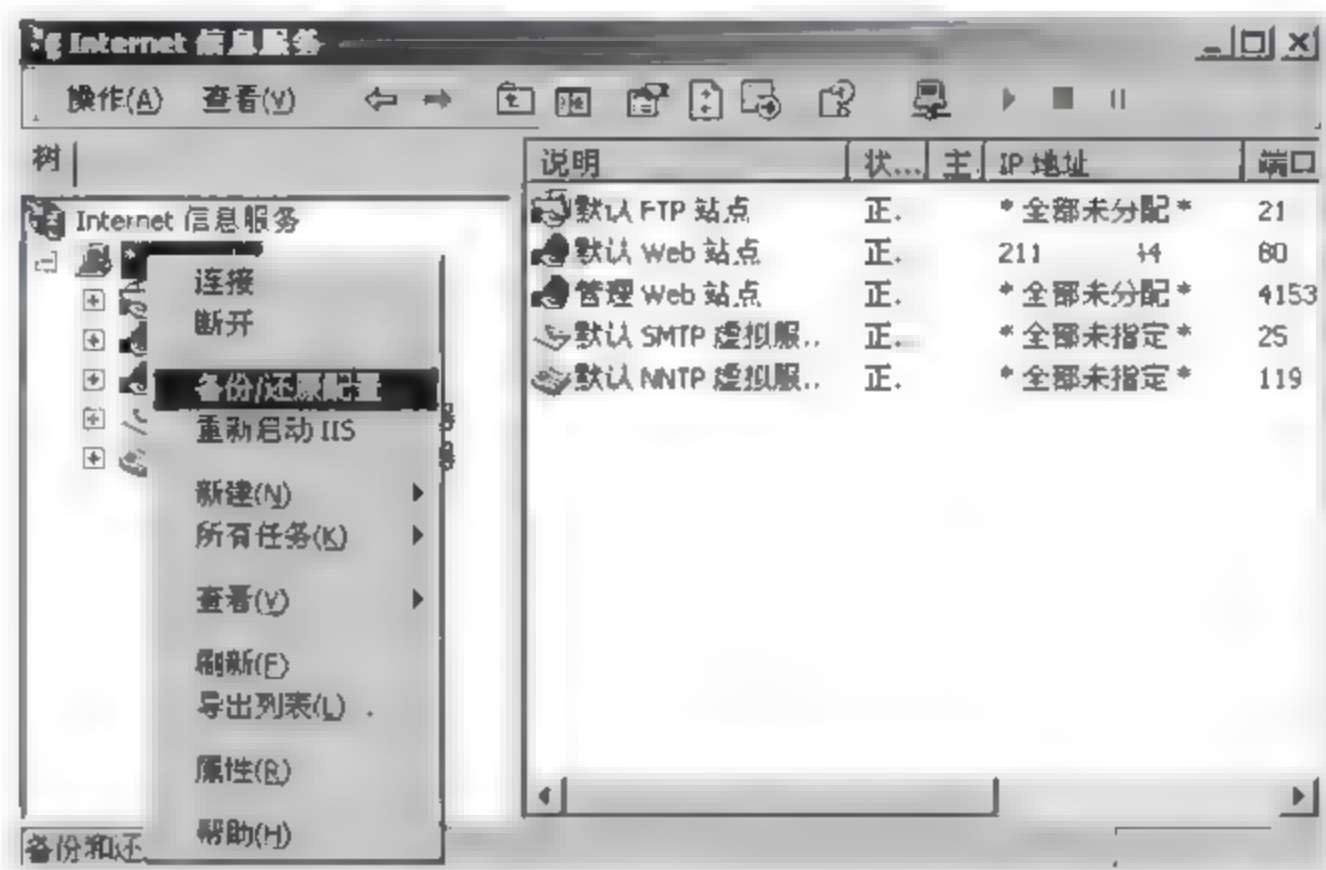 Internet 信息服务
操作(A) 查看(V)
树
说明 状... 主. IP 地址 端口
Internet 信息服务
默认 FTP 站点 正. * 全部未分配 * 21
默认 Web 站点 正. 211 44 80
管理 Web 站点 正. * 全部未分配 * 4153
默认 SMTP 虚拟服.. 正. * 全部未指定 * 25
默认 NNTP 虚拟服.. 正. * 全部未指定 * 119
连接
断开
备份/还原配置
重新启动 IIS
新建(N)
所有任务(K)
查看(V)
刷新(F)
导出列表(L) .
属性(R)
帮助(H)
备份和还